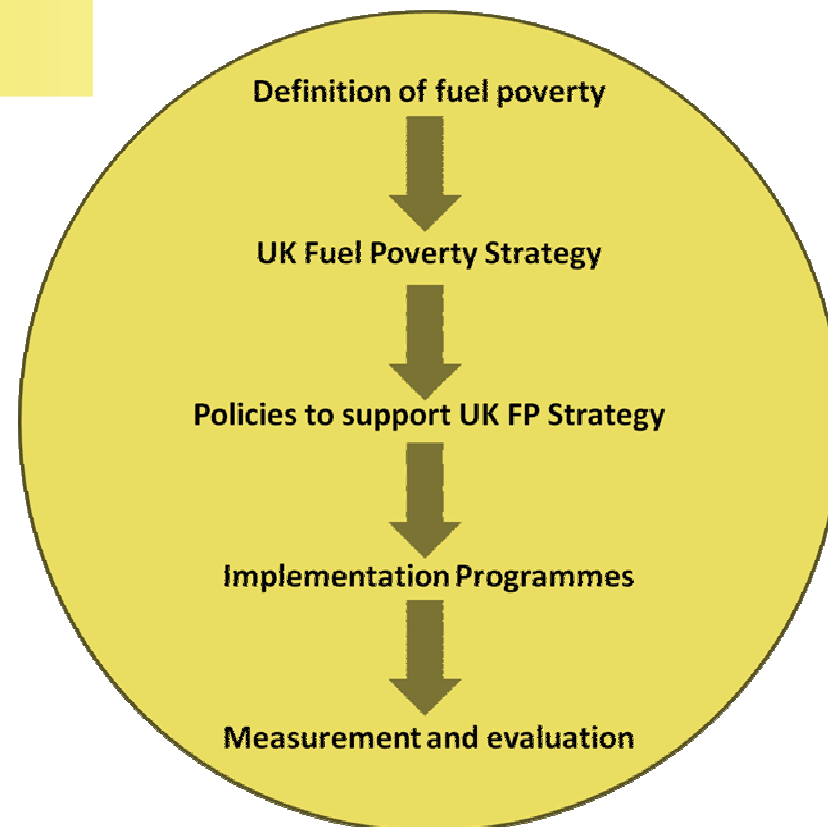 Definition of fuel poverty
UK Fuel Poverty Strategy
Policies to support UK FP Strategy
Implementation Programmes
Measurement and evaluation